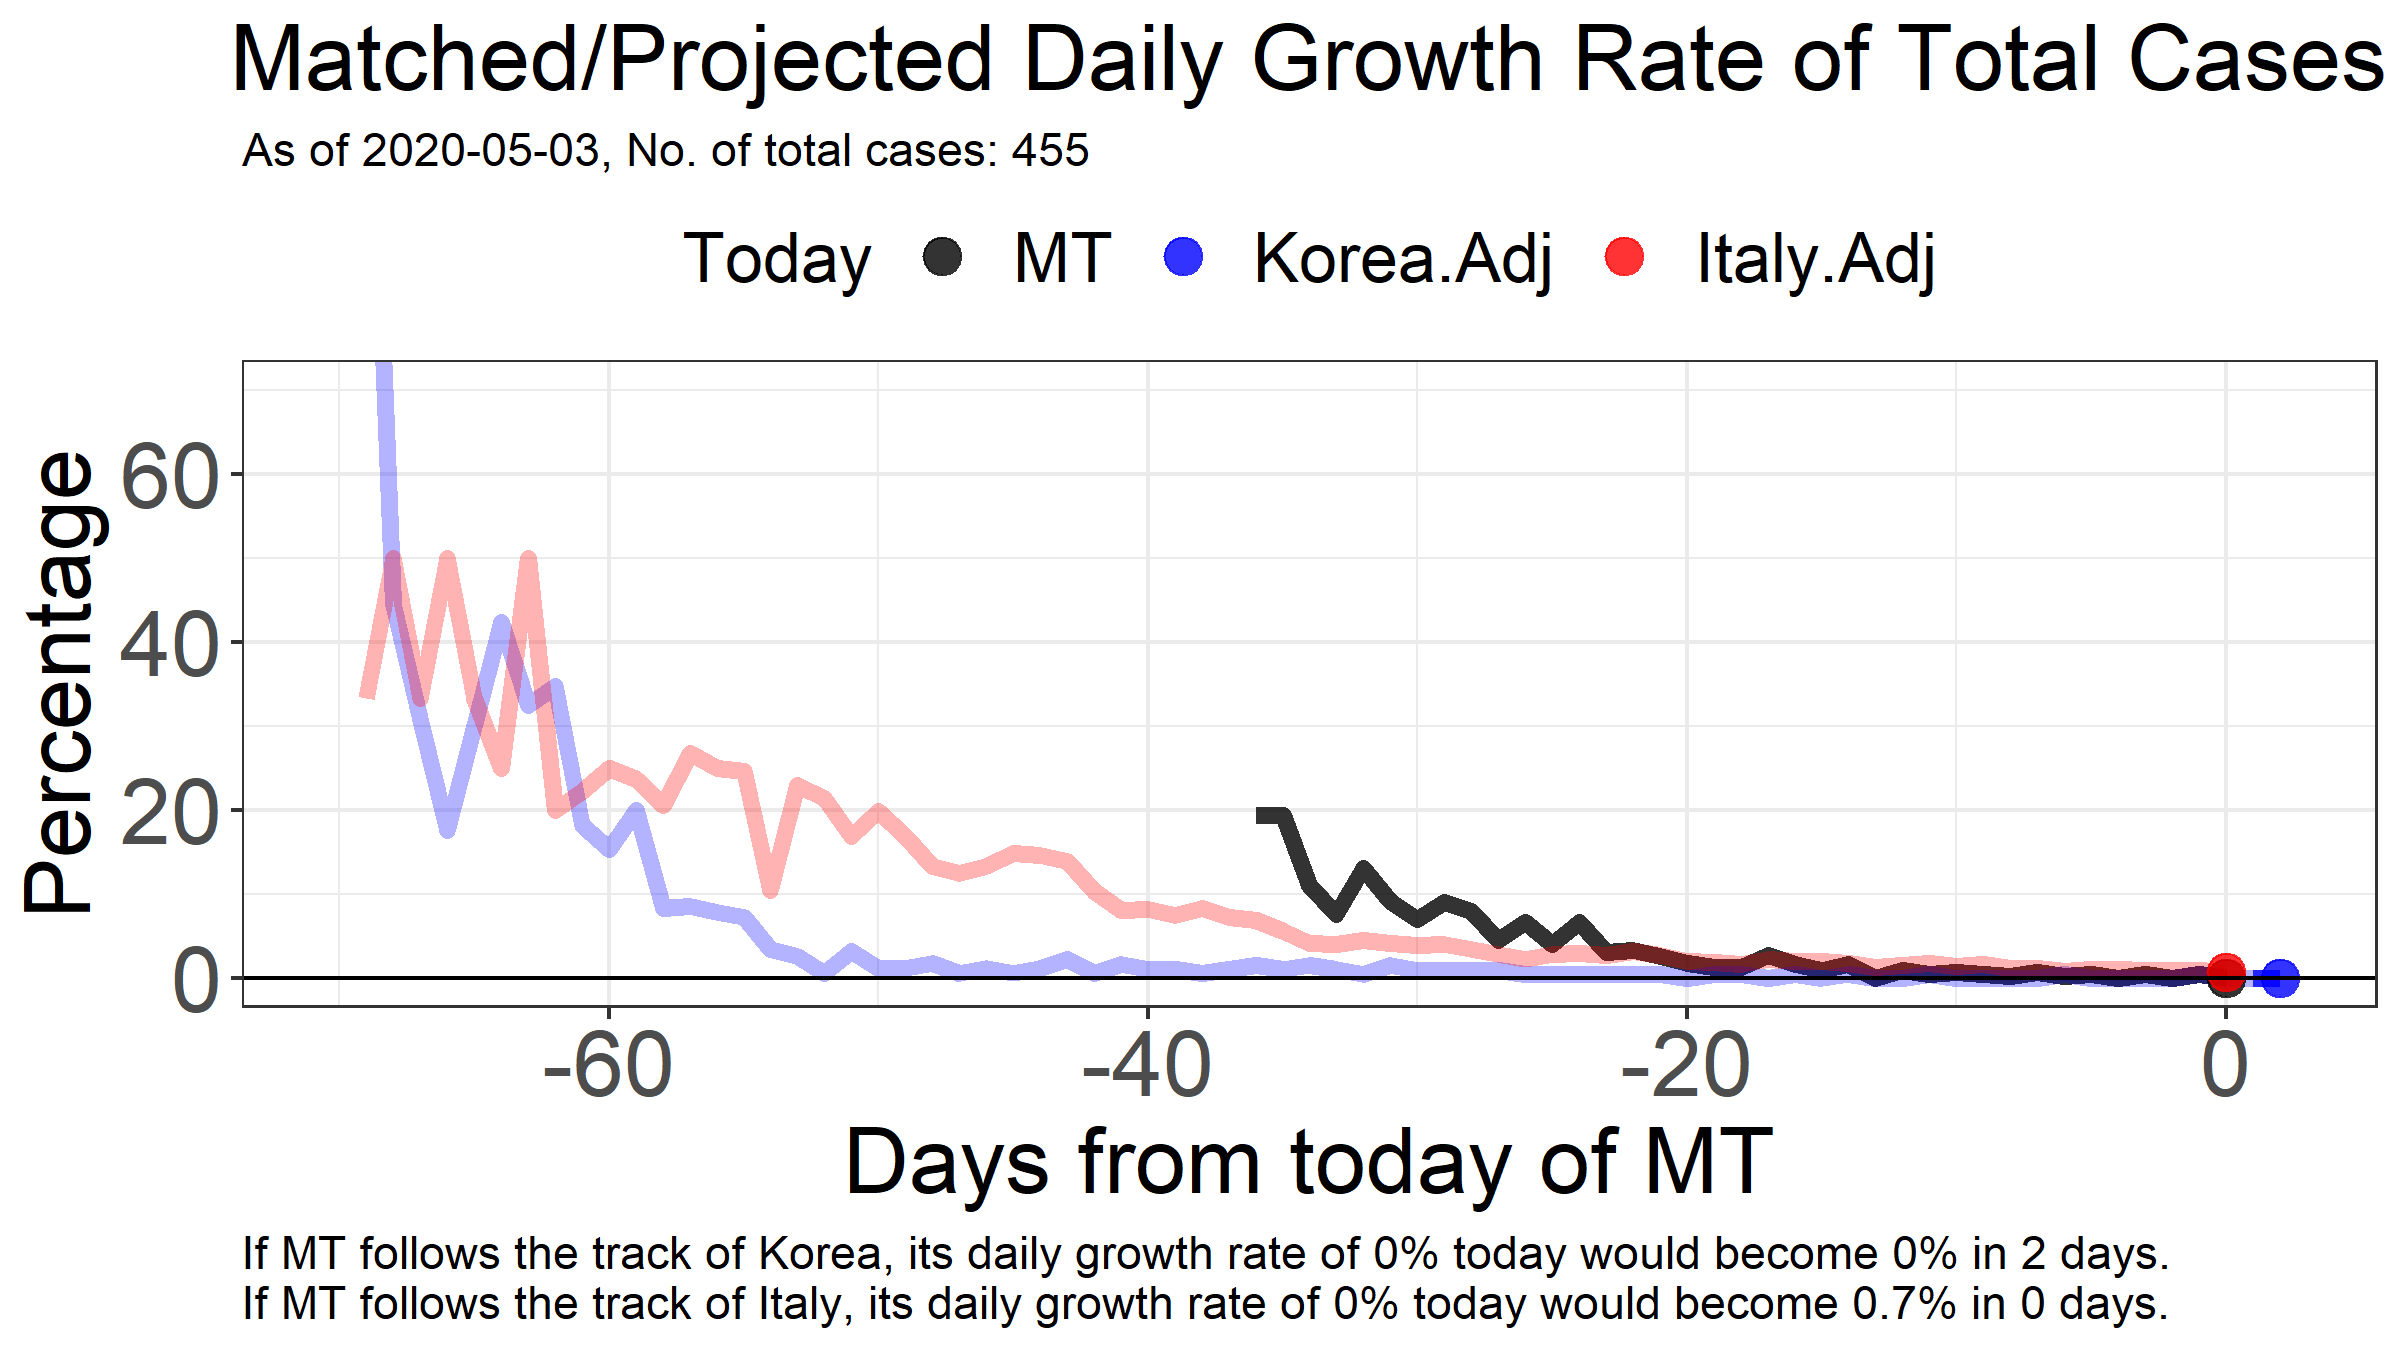 Matched/Projected Daily Growth Rate of Total Cases
As of 2020-05-03, No. of total cases: 455
Today MT Korea.Adj Italy.Adj
Percentage
60
40
20
0
-60 -40 -20 0
Days from today of MT
If MT follows the track of Korea, its daily growth rate of 0% today would become 0% in 2 days.
If MT follows the track of Italy, its daily growth rate of 0% today would become 0.7% in 0 days.